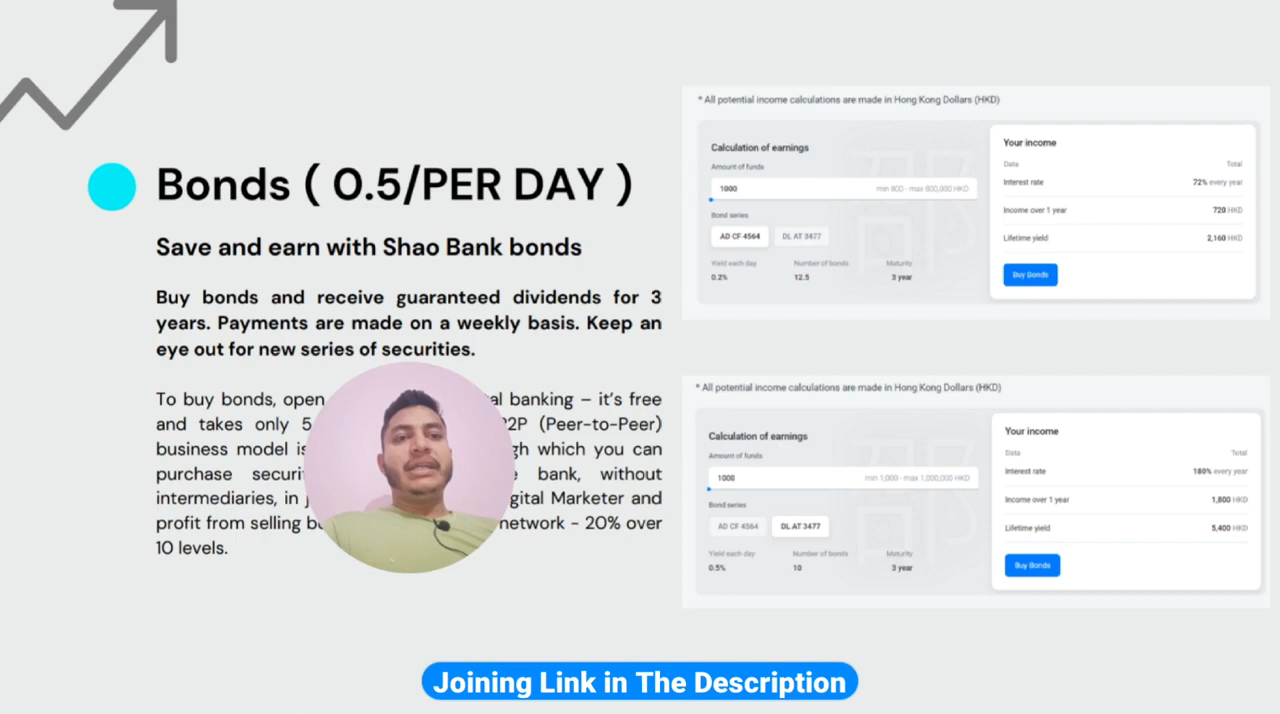 Bonds ( 0.5/PER DAY )
Save and earn with Shao Bank bonds
Buy bonds and receive guaranteed dividends for 3
years. Payments are made on a weekly basis. Keep an
eye out for new series of securities.
To buy bonds, open banking – it's free
and takes only 5 (Peer-to-Peer)
business model which you can
purchase bank, without
intermediaries, in Marketer and
profit from selling network - 20% over
10 levels.
* All potential income calculations are made in Hong Kong Dollars (HKD)
Calculation of earnings
Amount of funds
1000 min 800 - max 600,000 HKD
Bond series
AD CF 4564 DL AT 3477
Yield each day Number of bonds Maturity
0.2% 12.5 3 year
Your income
Data Total
Interest rate 72% every year
Income over 1 year 720 HKD
Lifetime yield 2,160 HKD
Buy Bonds
* All potential income calculations are made in Hong Kong Dollars (HKD)
Calculation of earnings
Amount of funds
1000 min 1,000 - max 1,000,000 HKD
Bond series
AD CF 4564 DL AT 3477
Yield each day Number of bonds Maturity
0.5% 10 3 year
Your income
Data Total
Interest rate 180% every year
Income over 1 year 1,800 HKD
Lifetime yield 5,400 HKD
Buy Bonds
Joining Link in The Description